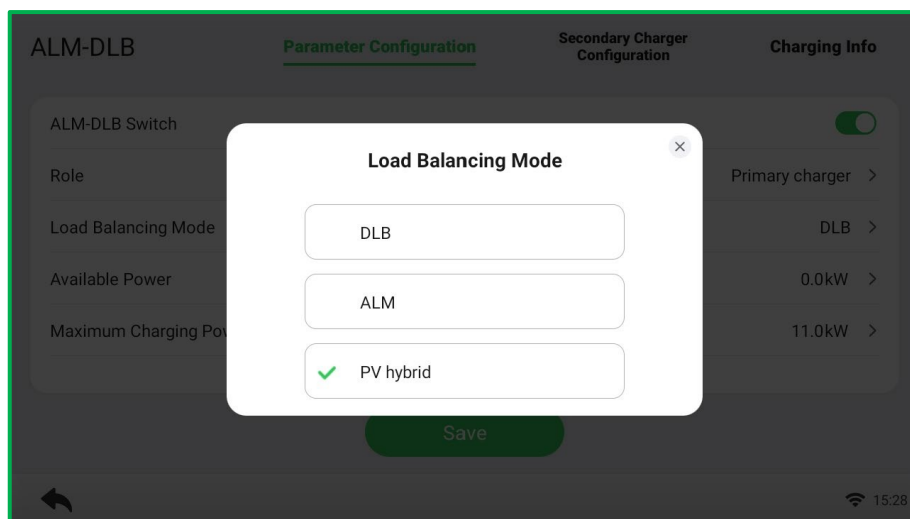 ALM-DLB
Parameter Configuration
Secondary Charger
Configuration
Charging Info
ALM-DLB Switch
Role
Primary charger
Load Balancing Mode
DLB
Available Power
0.0kW
Maximum Charging
11.0kW
Load Balancing Mode
DLB
ALM
PV hybrid
Save
15:28